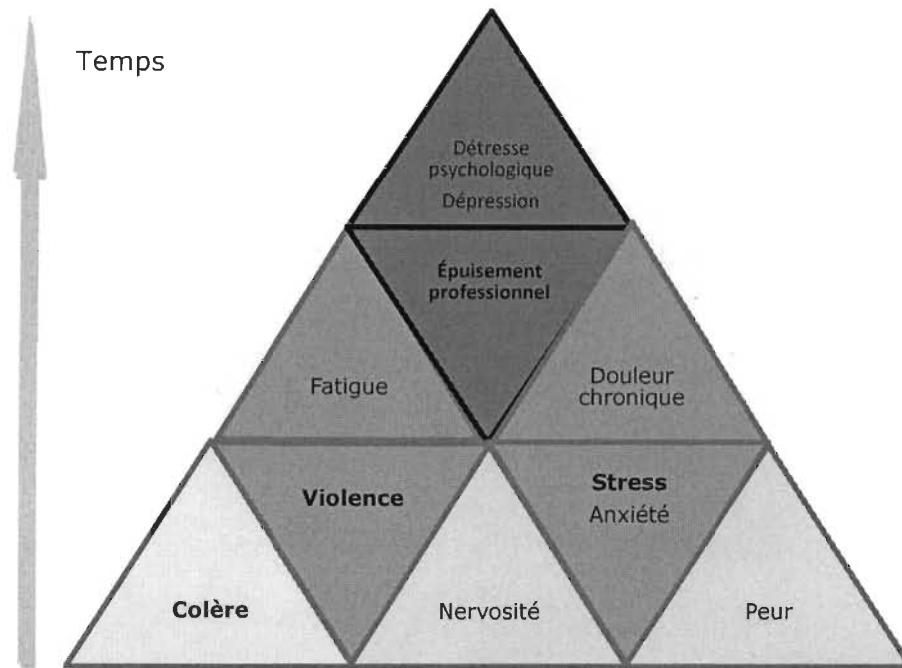 Temps
Détresse
psychologique
Dépression
Épuisement
professionnel
Fatigue
Douleur
chronique
Violence
Stress
Anxiété
Colère
Nervosité
Peur